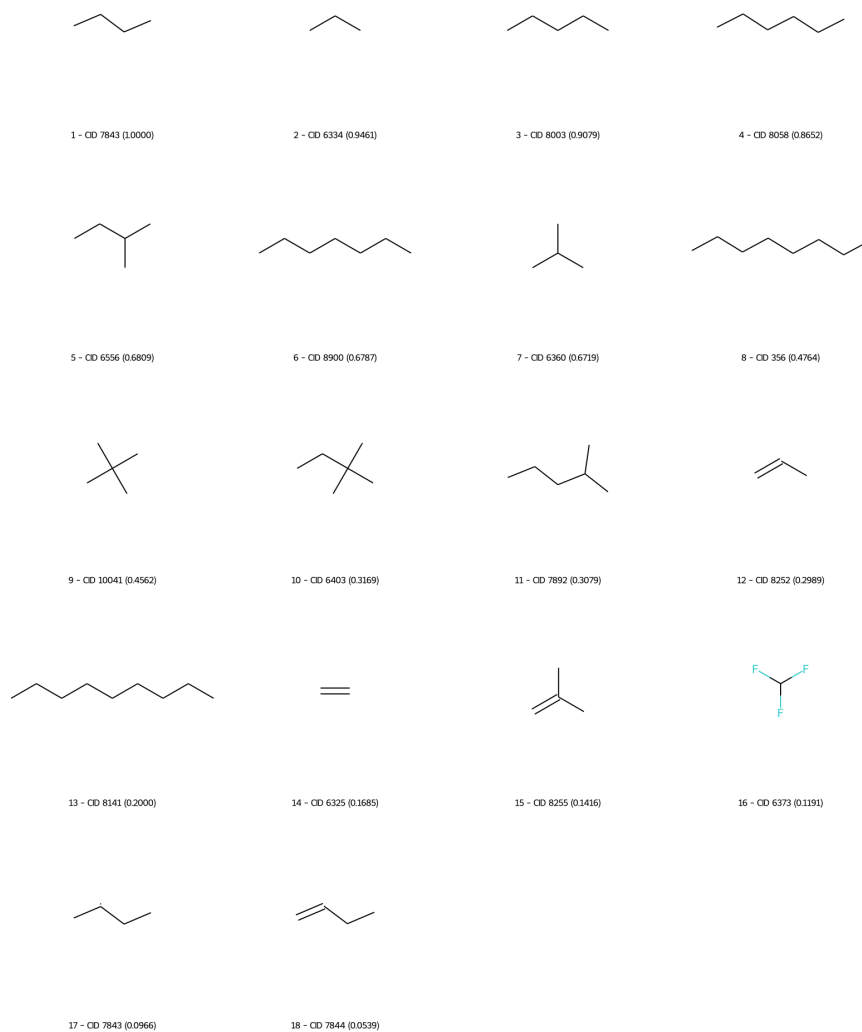 1 - CID 7843 (1.0000)
2 - CID 6334 (0.9461)
3 - CID 8003 (0.9079)
4 - CID 8058 (0.8652)
5 - CID 6556 (0.6809)
6 - CID 8900 (0.6787)
7 - CID 6360 (0.6719)
8 - CID 356 (0.4764)
9 - CID 10041 (0.4562)
10 - CID 6403 (0.3169)
11 - CID 7892 (0.3079)
12 - CID 8252 (0.2989)
F
F
F
13 - CID 8141 (0.2000)
14 - CID 6325 (0.1685)
15 - CID 8255 (0.1416)
16 - CID 6373 (0.1191)
17 - CID 7843 (0.0966)
18 - CID 7844 (0.0539)